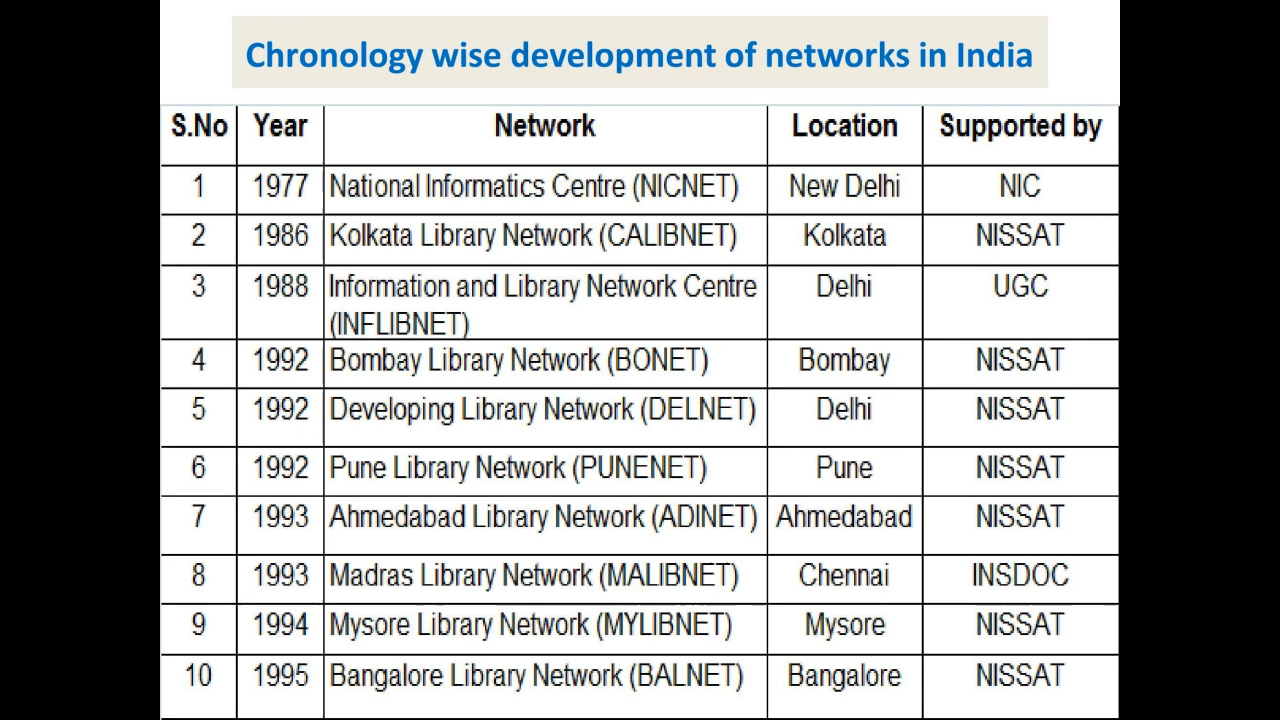 Chronology wise development of networks in India
S.No Year Network Location Supported by
1 1977 National Informatics Centre (NICNET) New Delhi NIC
2 1986 Kolkata Library Network (CALIBNET) Kolkata NISSAT
3 1988 Information and Library Network Centre Delhi UGC
(INFLIBNET)
4 1992 Bombay Library Network (BONET) Bombay NISSAT
5 1992 Developing Library Network (DELNET) Delhi NISSAT
6 1992 Pune Library Network (PUNENET) Pune NISSAT
7 1993 Ahmedabad Library Network (ADINET) Ahmedabad NISSAT
8 1993 Madras Library Network (MALIBNET) Chennai INSDOC
9 1994 Mysore Library Network (MYLIBNET) Mysore NISSAT
10 1995 Bangalore Library Network (BALNET) Bangalore NISSAT